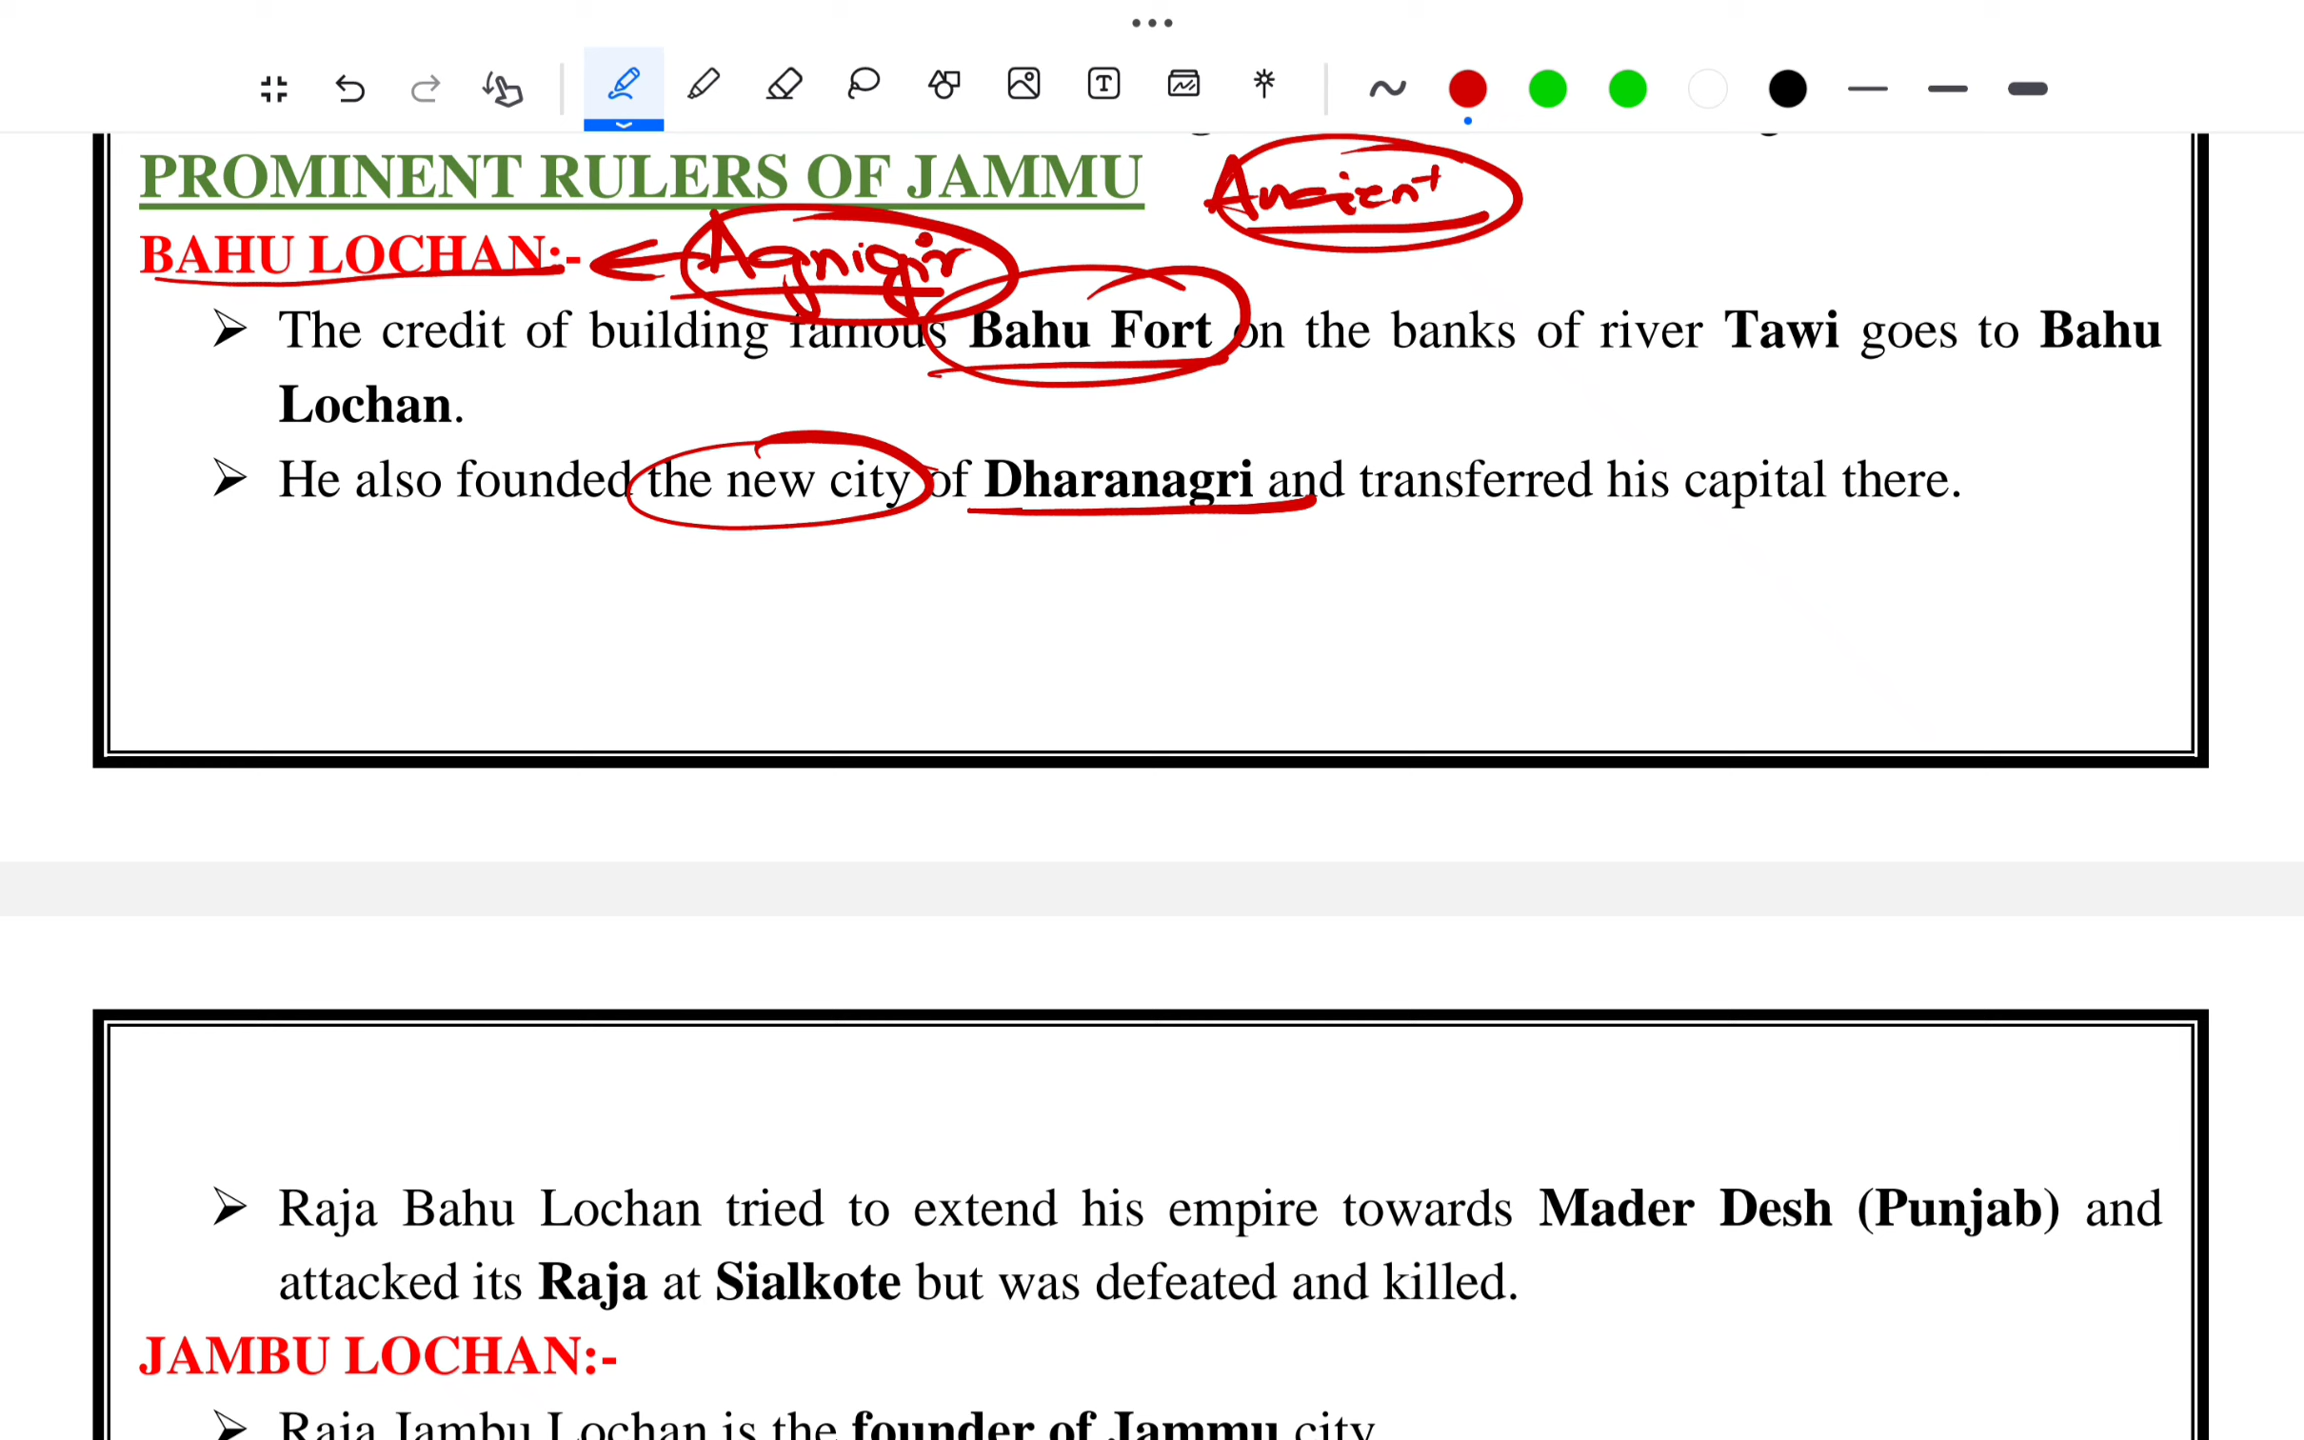 PROMINENT RULERS OF JAMMU Ancient
BAHU LOCHAN:- Agnigir
➢ The credit of building famous Bahu Fort on the banks of river Tawi goes to Bahu
Lochan.
➢ He also founded the new city of Dharanagri and transferred his capital there.
➢ Raja Bahu Lochan tried to extend his empire towards Mader Desh (Punjab) and
attacked its Raja at Sialkote but was defeated and killed.
JAMBU LOCHAN:-
➢ Raja Jambu Lochan is the founder of Jammu city